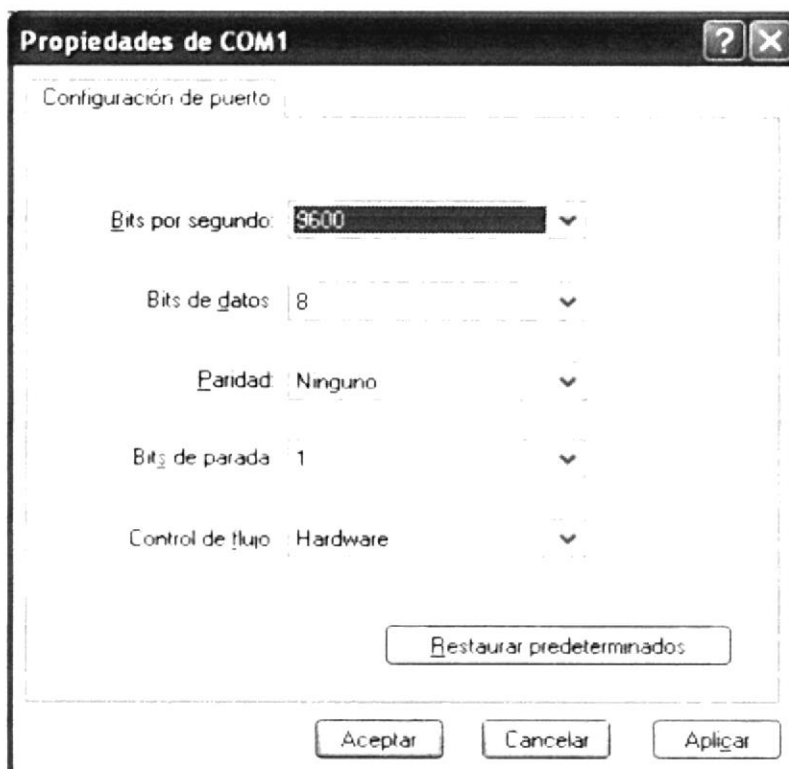 Propiedades de COM1
Configuración de puerto
Bits por segundo: 9600
Bits de datos 8
Paridad: Ninguno
Bits de parada 1
Control de flujo Hardware
Restaurar predeterminados
Aceptar Cancelar Aplicar